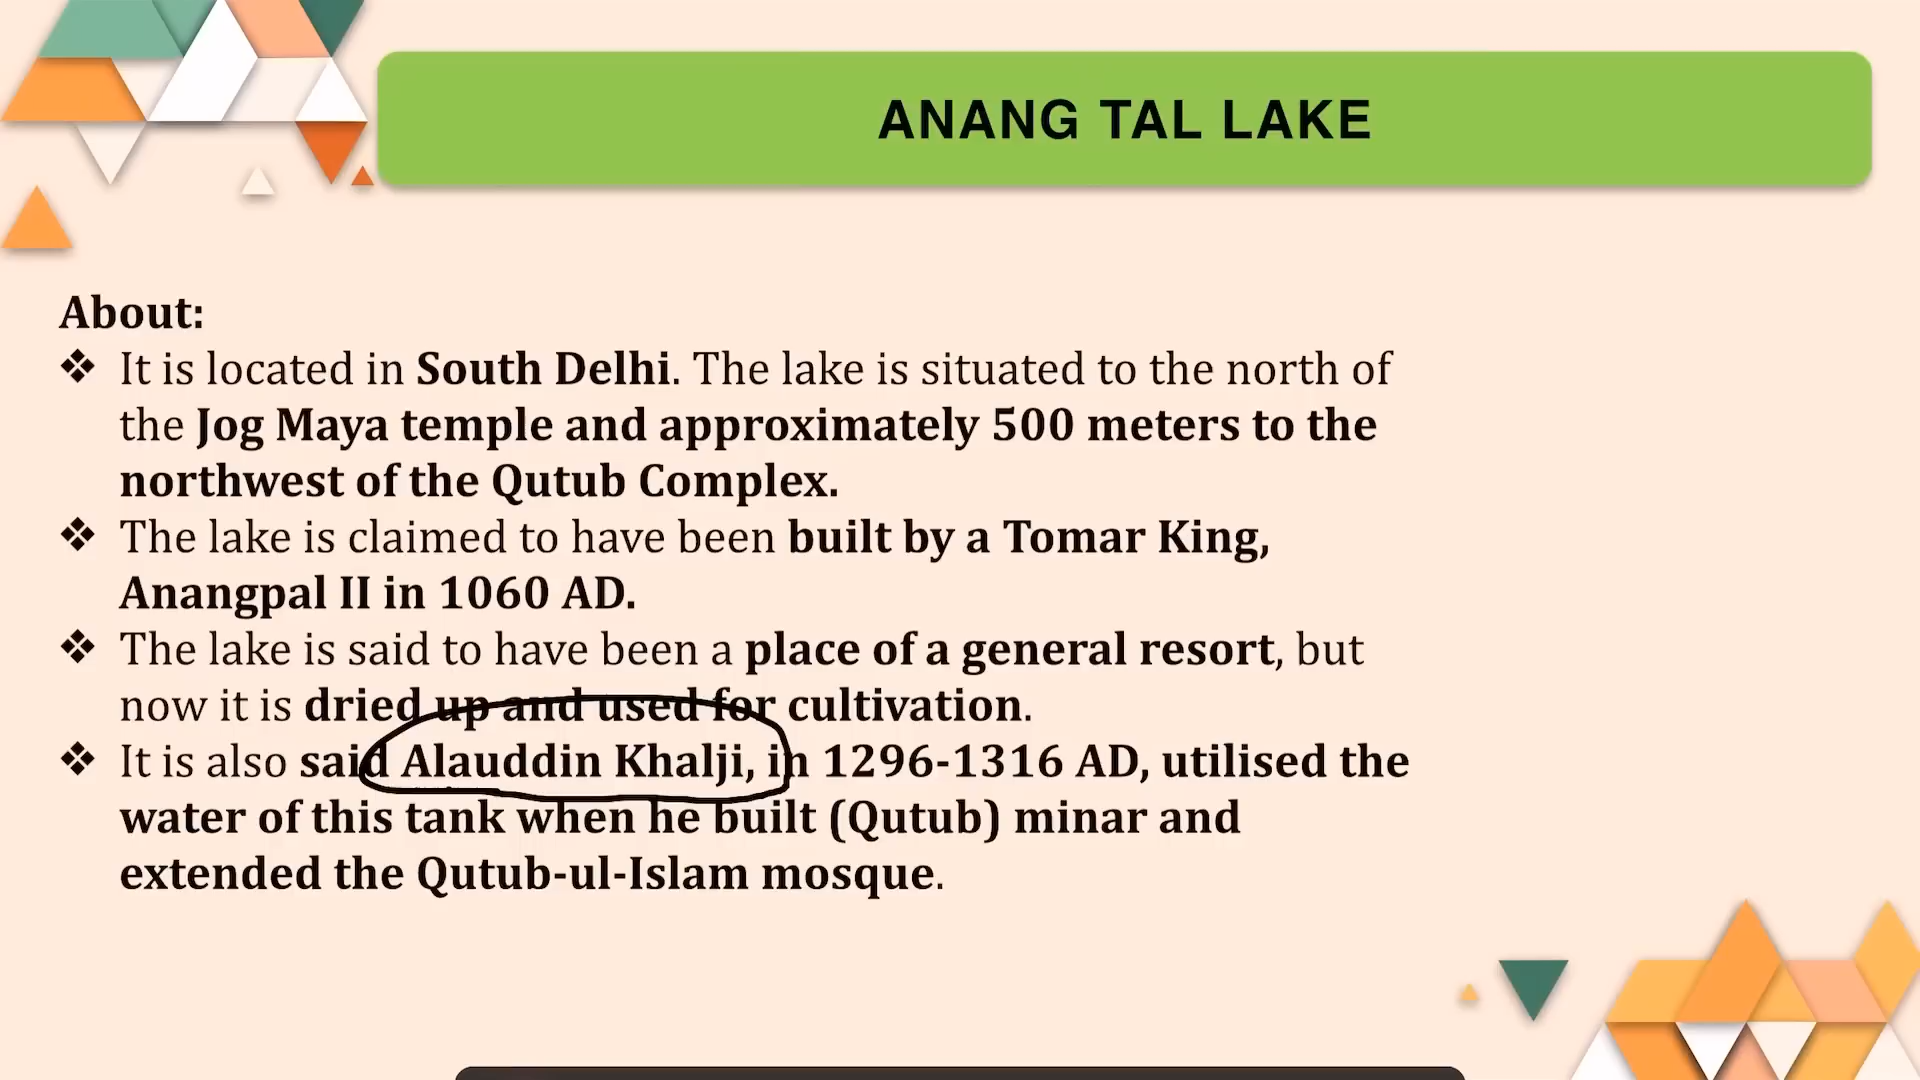 ANANG TAL LAKE
About:
❖ It is located in South Delhi. The lake is situated to the north of
the Jog Maya temple and approximately 500 meters to the
northwest of the Qutub Complex.
❖ The lake is claimed to have been built by a Tomar King,
Anangpal II in 1060 AD.
❖ The lake is said to have been a place of a general resort, but
now it is dried up and used for cultivation.
❖ It is also said Alauddin Khalji, in 1296-1316 AD, utilised the
water of this tank when he built (Qutub) minar and
extended the Qutub-ul-Islam mosque.